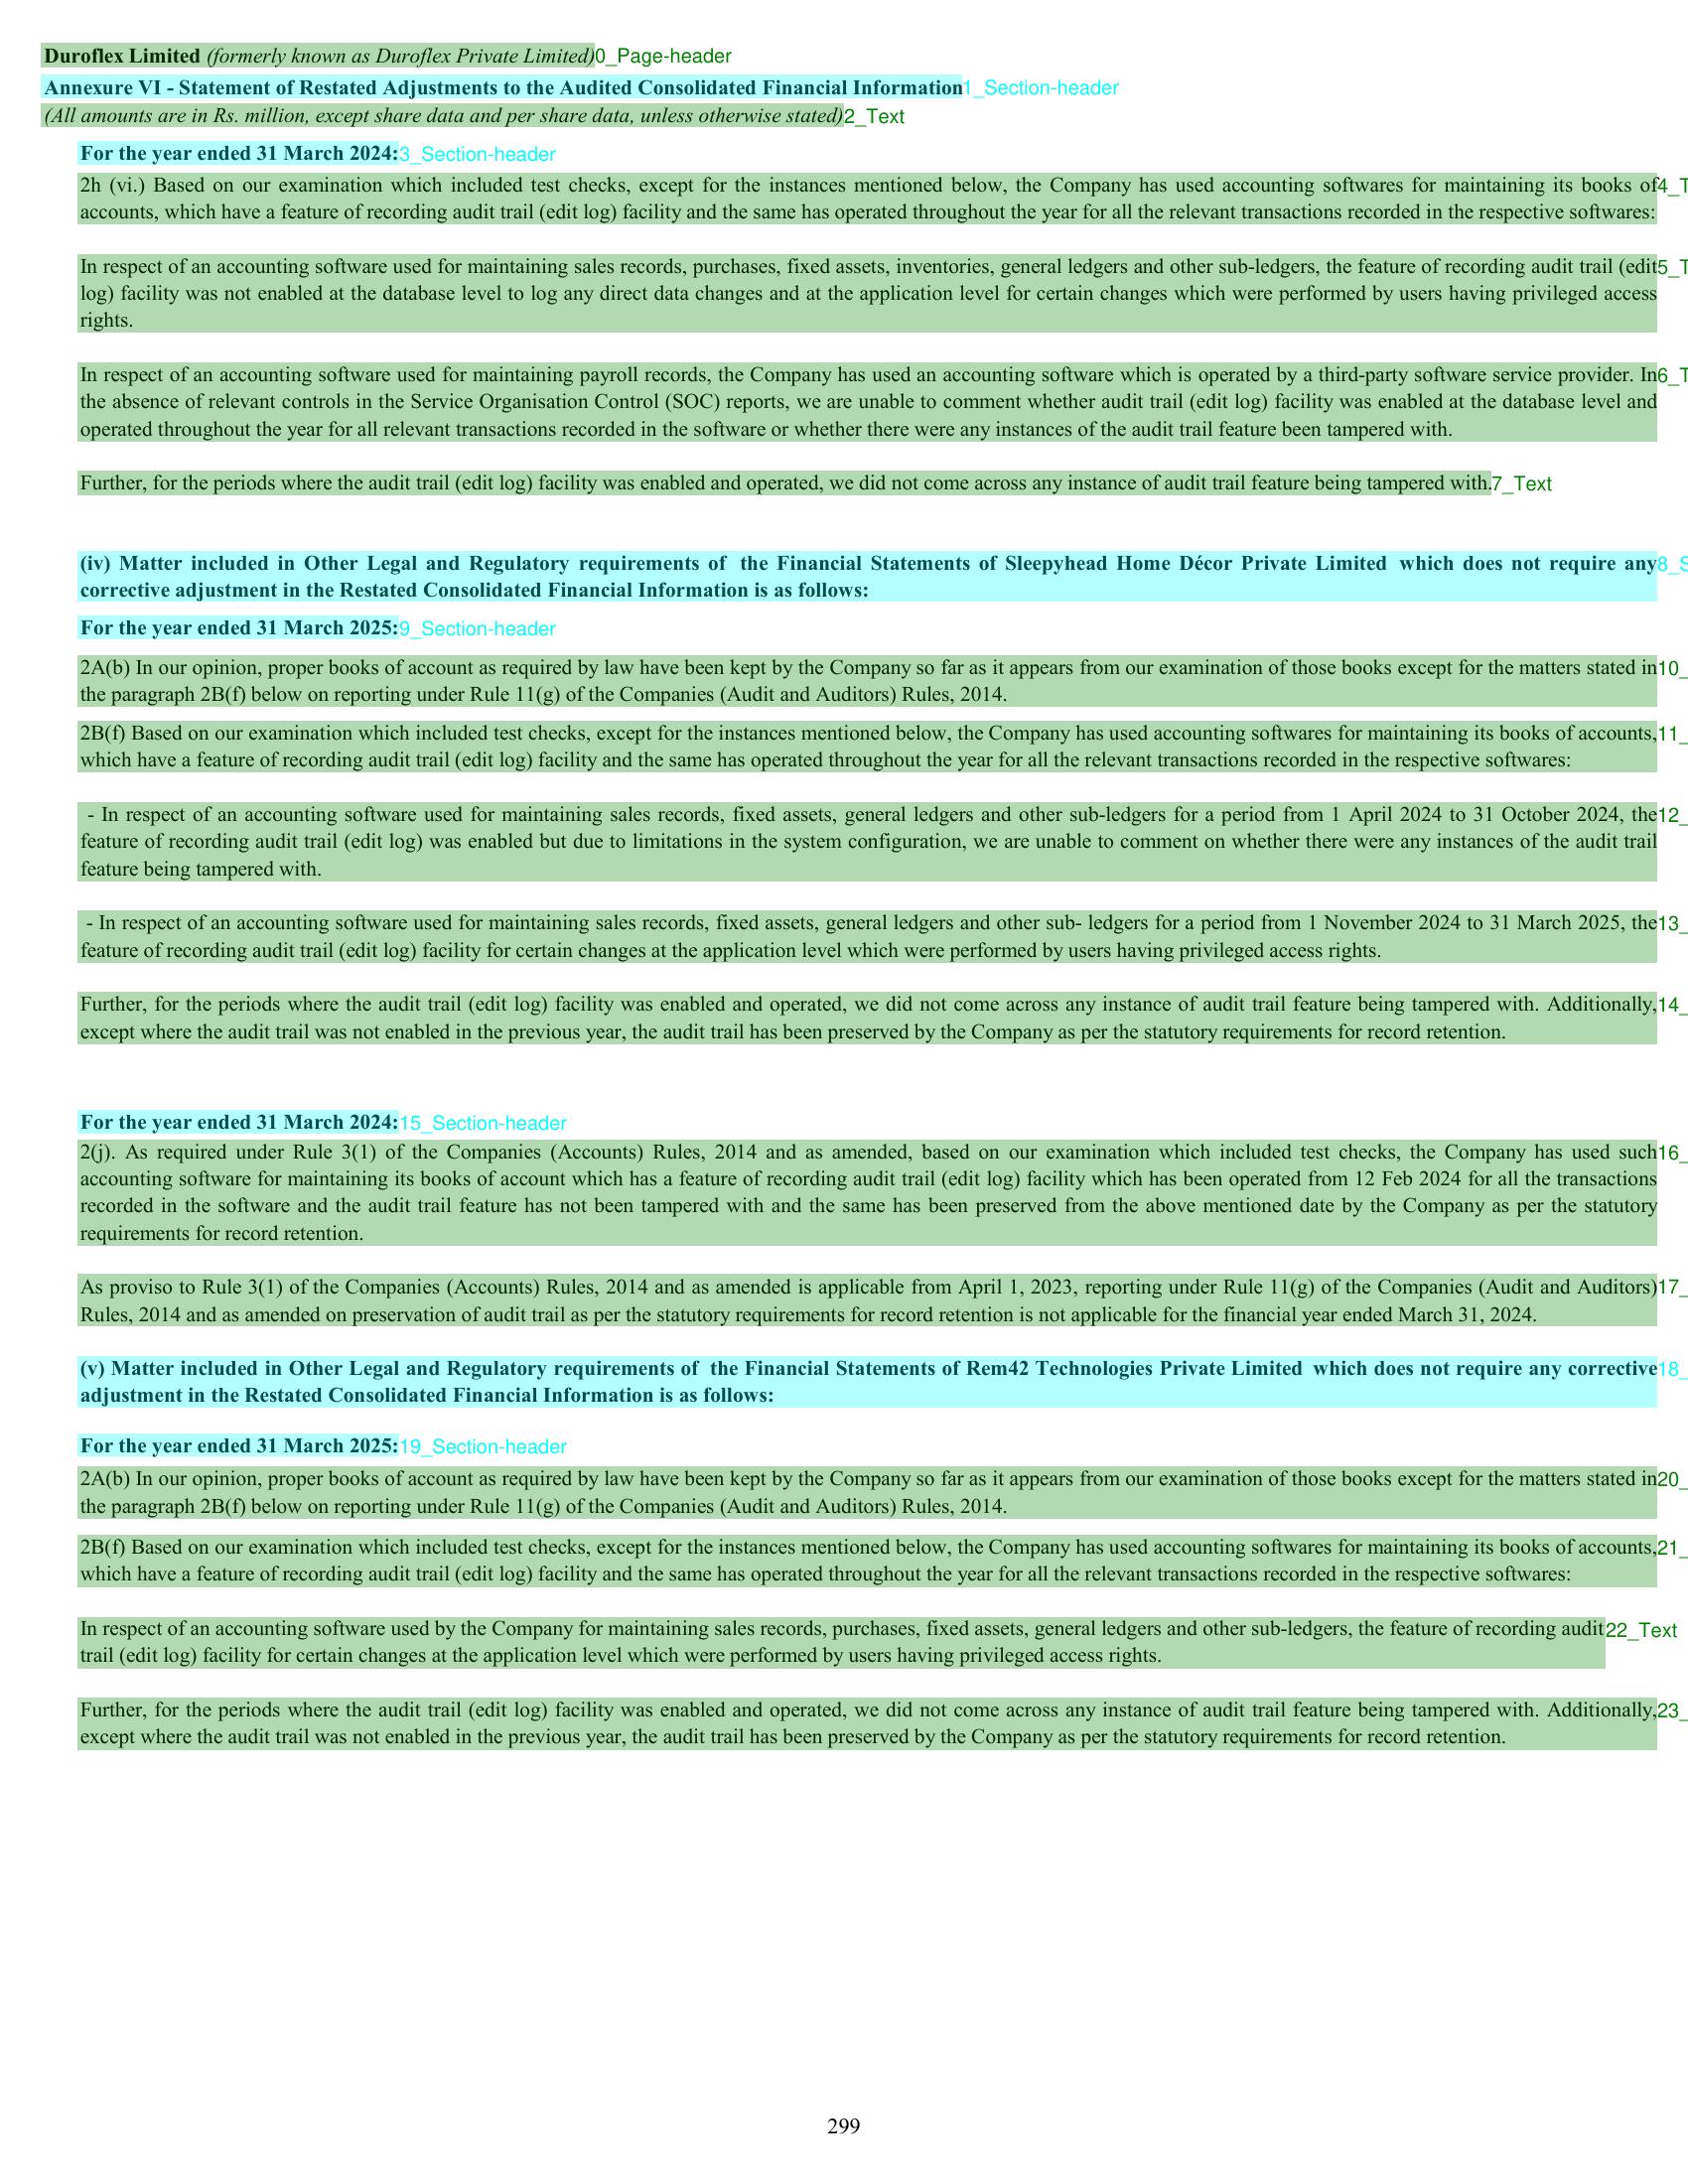 Duroflex Limited (formerly known as Duroflex Private Limited)0_Page-header
Annexure VI - Statement of Restated Adjustments to the Audited Consolidated Financial Information1_Section-header
(All amounts are in Rs. million, except share data and per share data, unless otherwise stated)2_Text
For the year ended 31 March 2024:3_Section-header
2h (vi.) Based on our examination which included test checks, except for the instances mentioned below, the Company has used accounting softwares for maintaining its books of4_T
accounts, which have a feature of recording audit trail (edit log) facility and the same has operated throughout the year for all the relevant transactions recorded in the respective softwares:
In respect of an accounting software used for maintaining sales records, purchases, fixed assets, inventories, general ledgers and other sub-ledgers, the feature of recording audit trail (edit5_T
log) facility was not enabled at the database level to log any direct data changes and at the application level for certain changes which were performed by users having privileged access
rights.
In respect of an accounting software used for maintaining payroll records, the Company has used an accounting software which is operated by a third-party software service provider. In6_T
the absence of relevant controls in the Service Organisation Control (SOC) reports, we are unable to comment whether audit trail (edit log) facility was enabled at the database level and
operated throughout the year for all relevant transactions recorded in the software or whether there were any instances of the audit trail feature been tampered with.
Further, for the periods where the audit trail (edit log) facility was enabled and operated, we did not come across any instance of audit trail feature being tampered with.7_Text
(iv) Matter included in Other Legal and Regulatory requirements of the Financial Statements of Sleepyhead Home Décor Private Limited which does not require any8_S
corrective adjustment in the Restated Consolidated Financial Information is as follows:
For the year ended 31 March 2025:9_Section-header
2A(b) In our opinion, proper books of account as required by law have been kept by the Company so far as it appears from our examination of those books except for the matters stated in10_
the paragraph 2B(f) below on reporting under Rule 11(g) of the Companies (Audit and Auditors) Rules, 2014.
2B(f) Based on our examination which included test checks, except for the instances mentioned below, the Company has used accounting softwares for maintaining its books of accounts,11_
which have a feature of recording audit trail (edit log) facility and the same has operated throughout the year for all the relevant transactions recorded in the respective softwares:
- In respect of an accounting software used for maintaining sales records, fixed assets, general ledgers and other sub-ledgers for a period from 1 April 2024 to 31 October 2024, the12_
feature of recording audit trail (edit log) was enabled but due to limitations in the system configuration, we are unable to comment on whether there were any instances of the audit trail
feature being tampered with.
- In respect of an accounting software used for maintaining sales records, fixed assets, general ledgers and other sub- ledgers for a period from 1 November 2024 to 31 March 2025, the13_
feature of recording audit trail (edit log) facility for certain changes at the application level which were performed by users having privileged access rights.
Further, for the periods where the audit trail (edit log) facility was enabled and operated, we did not come across any instance of audit trail feature being tampered with. Additionally,14_
except where the audit trail was not enabled in the previous year, the audit trail has been preserved by the Company as per the statutory requirements for record retention.
For the year ended 31 March 2024:15_Section-header
2(j). As required under Rule 3(1) of the Companies (Accounts) Rules, 2014 and as amended, based on our examination which included test checks, the Company has used such16_
accounting software for maintaining its books of account which has a feature of recording audit trail (edit log) facility which has been operated from 12 Feb 2024 for all the transactions
recorded in the software and the audit trail feature has not been tampered with and the same has been preserved from the above mentioned date by the Company as per the statutory
requirements for record retention.
As proviso to Rule 3(1) of the Companies (Accounts) Rules, 2014 and as amended is applicable from April 1, 2023, reporting under Rule 11(g) of the Companies (Audit and Auditors)17_
Rules, 2014 and as amended on preservation of audit trail as per the statutory requirements for record retention is not applicable for the financial year ended March 31, 2024.
(v) Matter included in Other Legal and Regulatory requirements of the Financial Statements of Rem42 Technologies Private Limited which does not require any corrective18_
adjustment in the Restated Consolidated Financial Information is as follows:
For the year ended 31 March 2025:19_Section-header
2A(b) In our opinion, proper books of account as required by law have been kept by the Company so far as it appears from our examination of those books except for the matters stated in20_
the paragraph 2B(f) below on reporting under Rule 11(g) of the Companies (Audit and Auditors) Rules, 2014.
2B(f) Based on our examination which included test checks, except for the instances mentioned below, the Company has used accounting softwares for maintaining its books of accounts,21_
which have a feature of recording audit trail (edit log) facility and the same has operated throughout the year for all the relevant transactions recorded in the respective softwares:
In respect of an accounting software used by the Company for maintaining sales records, purchases, fixed assets, general ledgers and other sub-ledgers, the feature of recording audit22_Text
trail (edit log) facility for certain changes at the application level which were performed by users having privileged access rights.
Further, for the periods where the audit trail (edit log) facility was enabled and operated, we did not come across any instance of audit trail feature being tampered with. Additionally,23_
except where the audit trail was not enabled in the previous year, the audit trail has been preserved by the Company as per the statutory requirements for record retention.
299